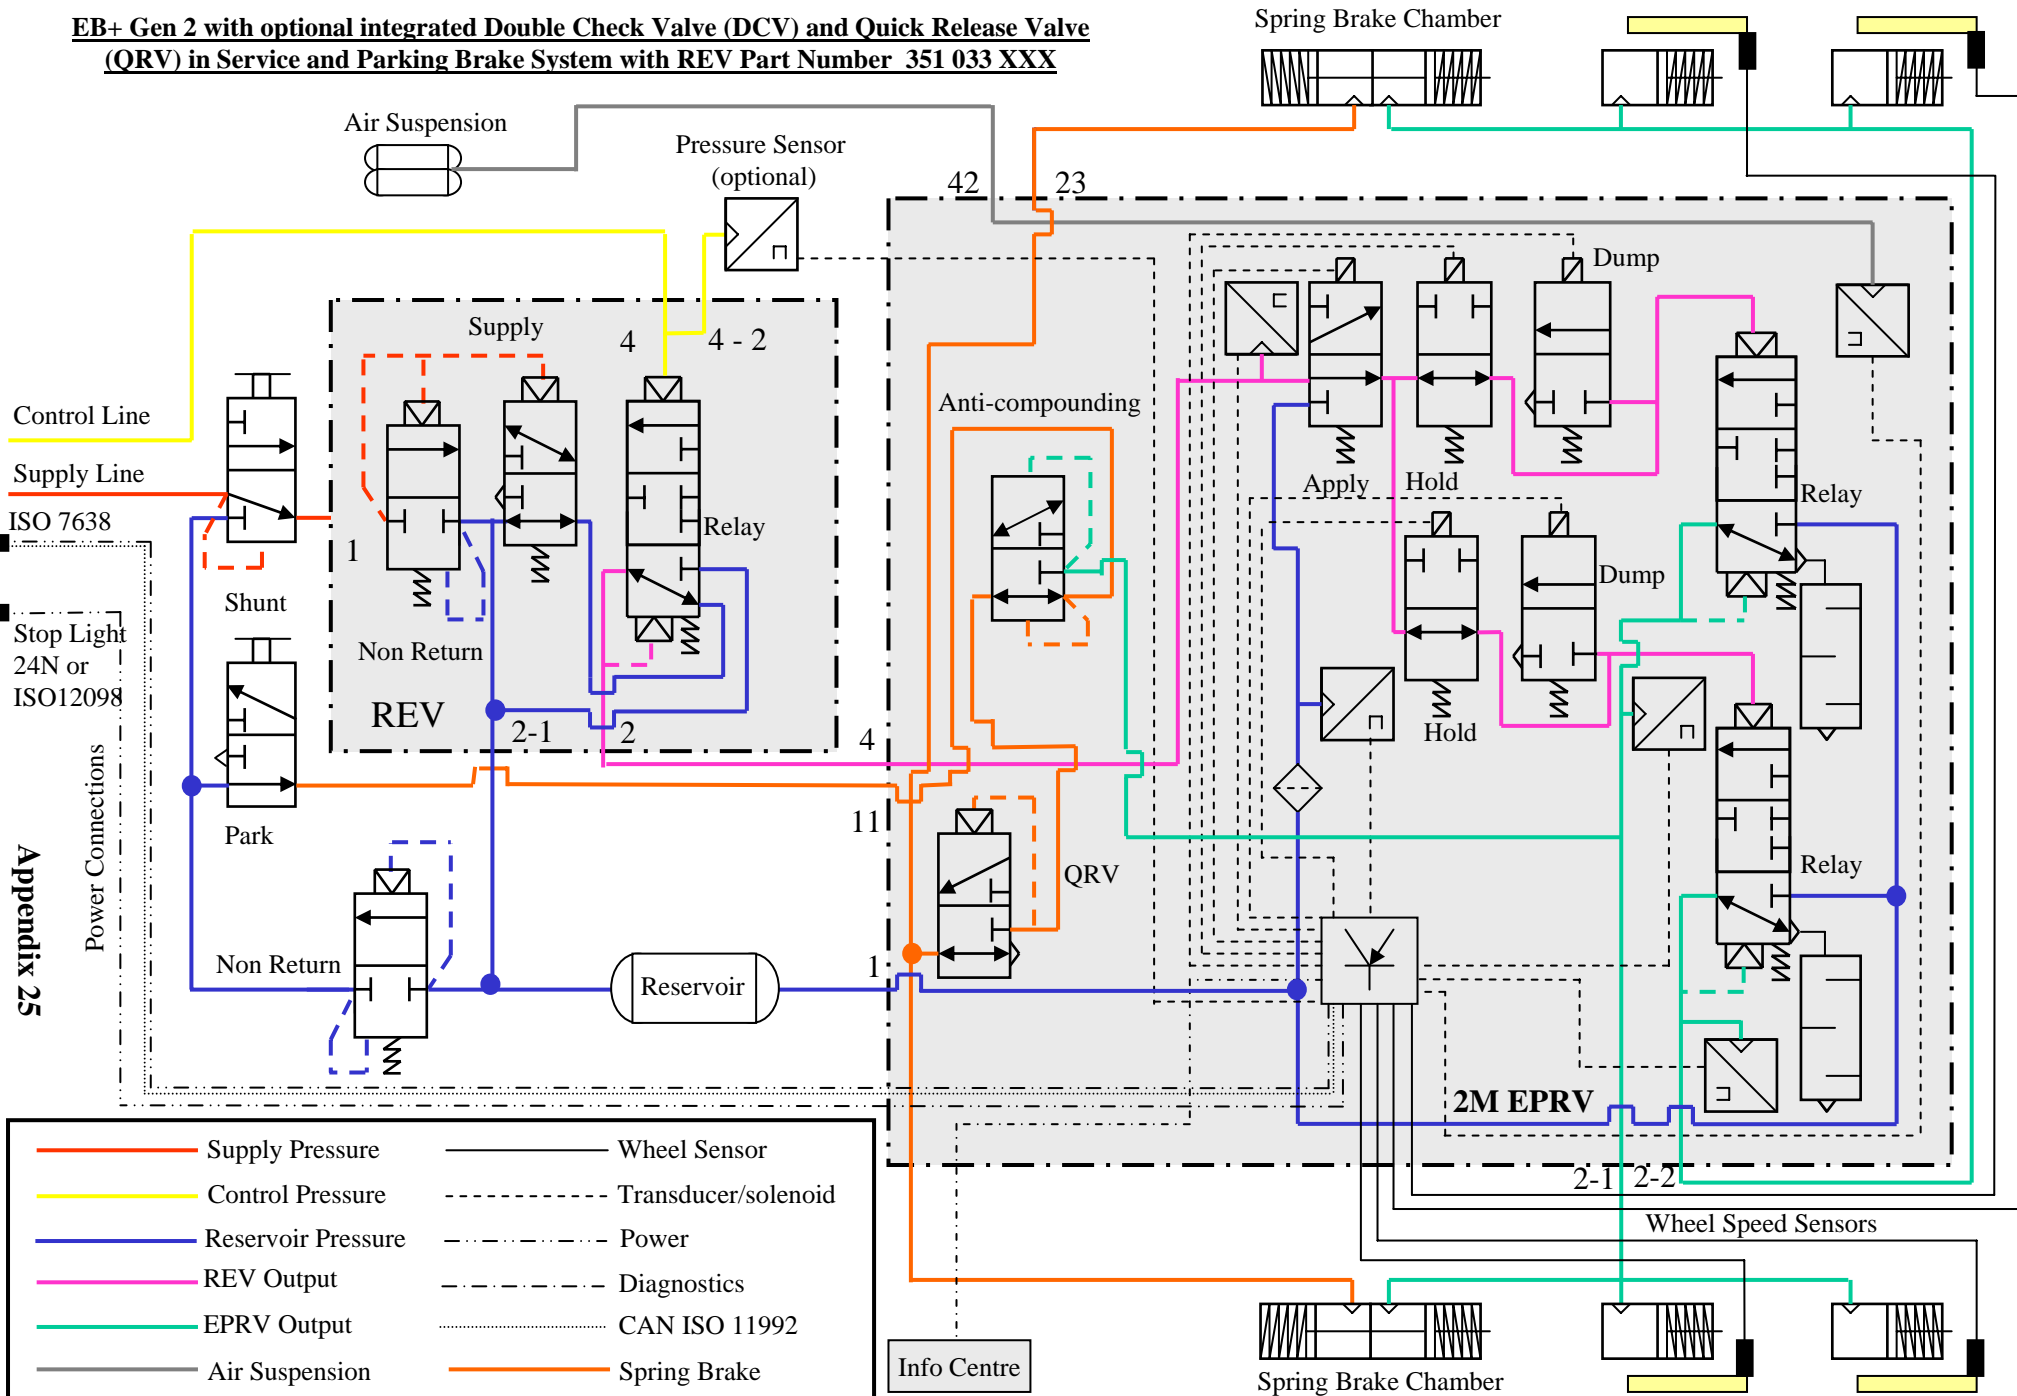 EB+ Gen 2 with optional integrated Double Check Valve (DCV) and Quick Release Valve
(QRV) in Service and Parking Brake System with REV Part Number 351 033 XXX
Spring Brake Chamber
Air Suspension
Pressure Sensor
(optional)
42
23
Dump
Supply
4
4 - 2
Anti-compounding
Control Line
Supply Line
ISO 7638
1
Relay
Apply
Hold
Relay
Shunt
Stop Light
24N or
ISO12098
Non Return
REV
2-1
2
4
Dump
Hold
Park
11
QRV
Relay
Power Connections
Appendix 25
Non Return
Reservoir
1
2M EPRV
2-1
2-2
Wheel Speed Sensors
Supply Pressure
Control Pressure
Reservoir Pressure
REV Output
EPRV Output
Air Suspension
Wheel Sensor
Transducer/solenoid
Power
Diagnostics
CAN ISO 11992
Spring Brake
Info Centre
Spring Brake Chamber